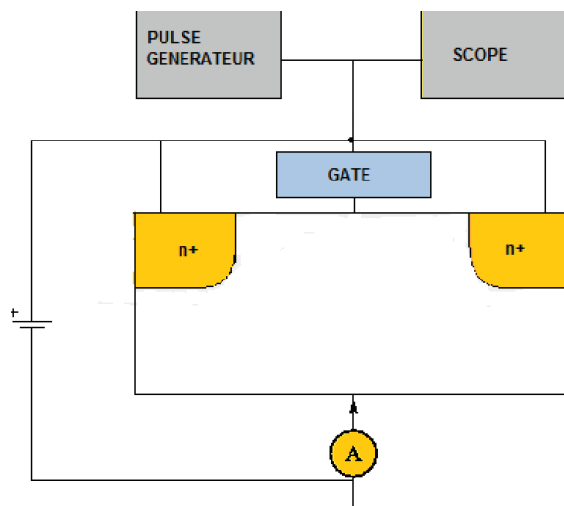 PULSE
GENERATEUR
SCOPE
GATE
n+
n+
+
A